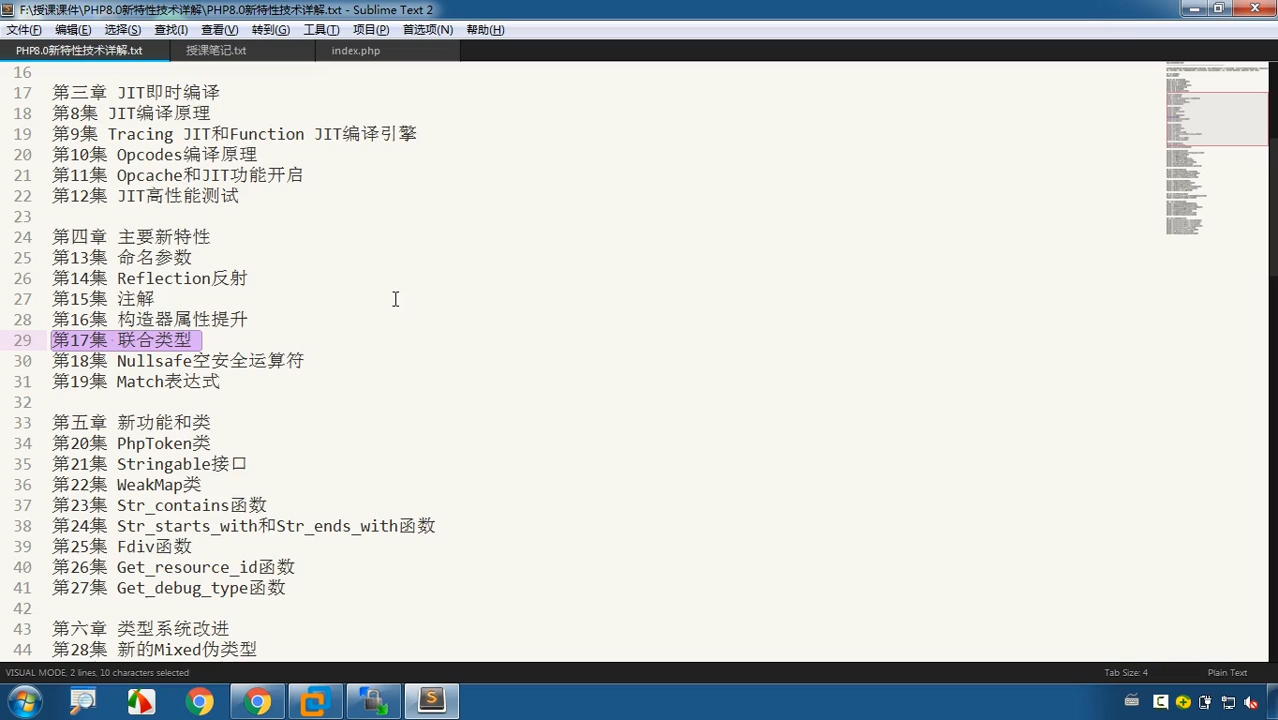 F:\授课课件\PHP8.0新特性技术详解\PHP8.0新特性技术详解.txt - Sublime Text 2
文件(F) 编辑(E) 选择(S) 查找(I) 查看(V) 转到(G) 工具(T) 项目(P) 首选项(N) 帮助(H)
PHP8.0新特性技术详解.txt 授课笔记.txt index.php
16
17 第三章 JIT即时编译
18 第8集 JIT编译原理
19 第9集 Tracing JIT和Function JIT编译引擎
20 第10集 Opcodes编译原理
21 第11集 Opcache和JIT功能开启
22 第12集 JIT高性能测试
23
24 第四章 主要新特性
25 第13集 命名参数
26 第14集 Reflection反射
27 第15集 注解
28 第16集 构造器属性提升
29 第17集 联合类型
30 第18集 Nullsafe空安全运算符
31 第19集 Match表达式
32
33 第五章 新功能和类
34 第20集 PhpToken类
35 第21集 Stringable接口
36 第22集 WeakMap类
37 第23集 Str_contains函数
38 第24集 Str_starts_with和Str_ends_with函数
39 第25集 Fdiv函数
40 第26集 Get_resource_id函数
41 第27集 Get_debug_type函数
42
43 第六章 类型系统改进
44 第28集 新的Mixed伪类型
VISUAL MODE, 2 lines, 10 characters selected Tab Size: 4 Plain Text